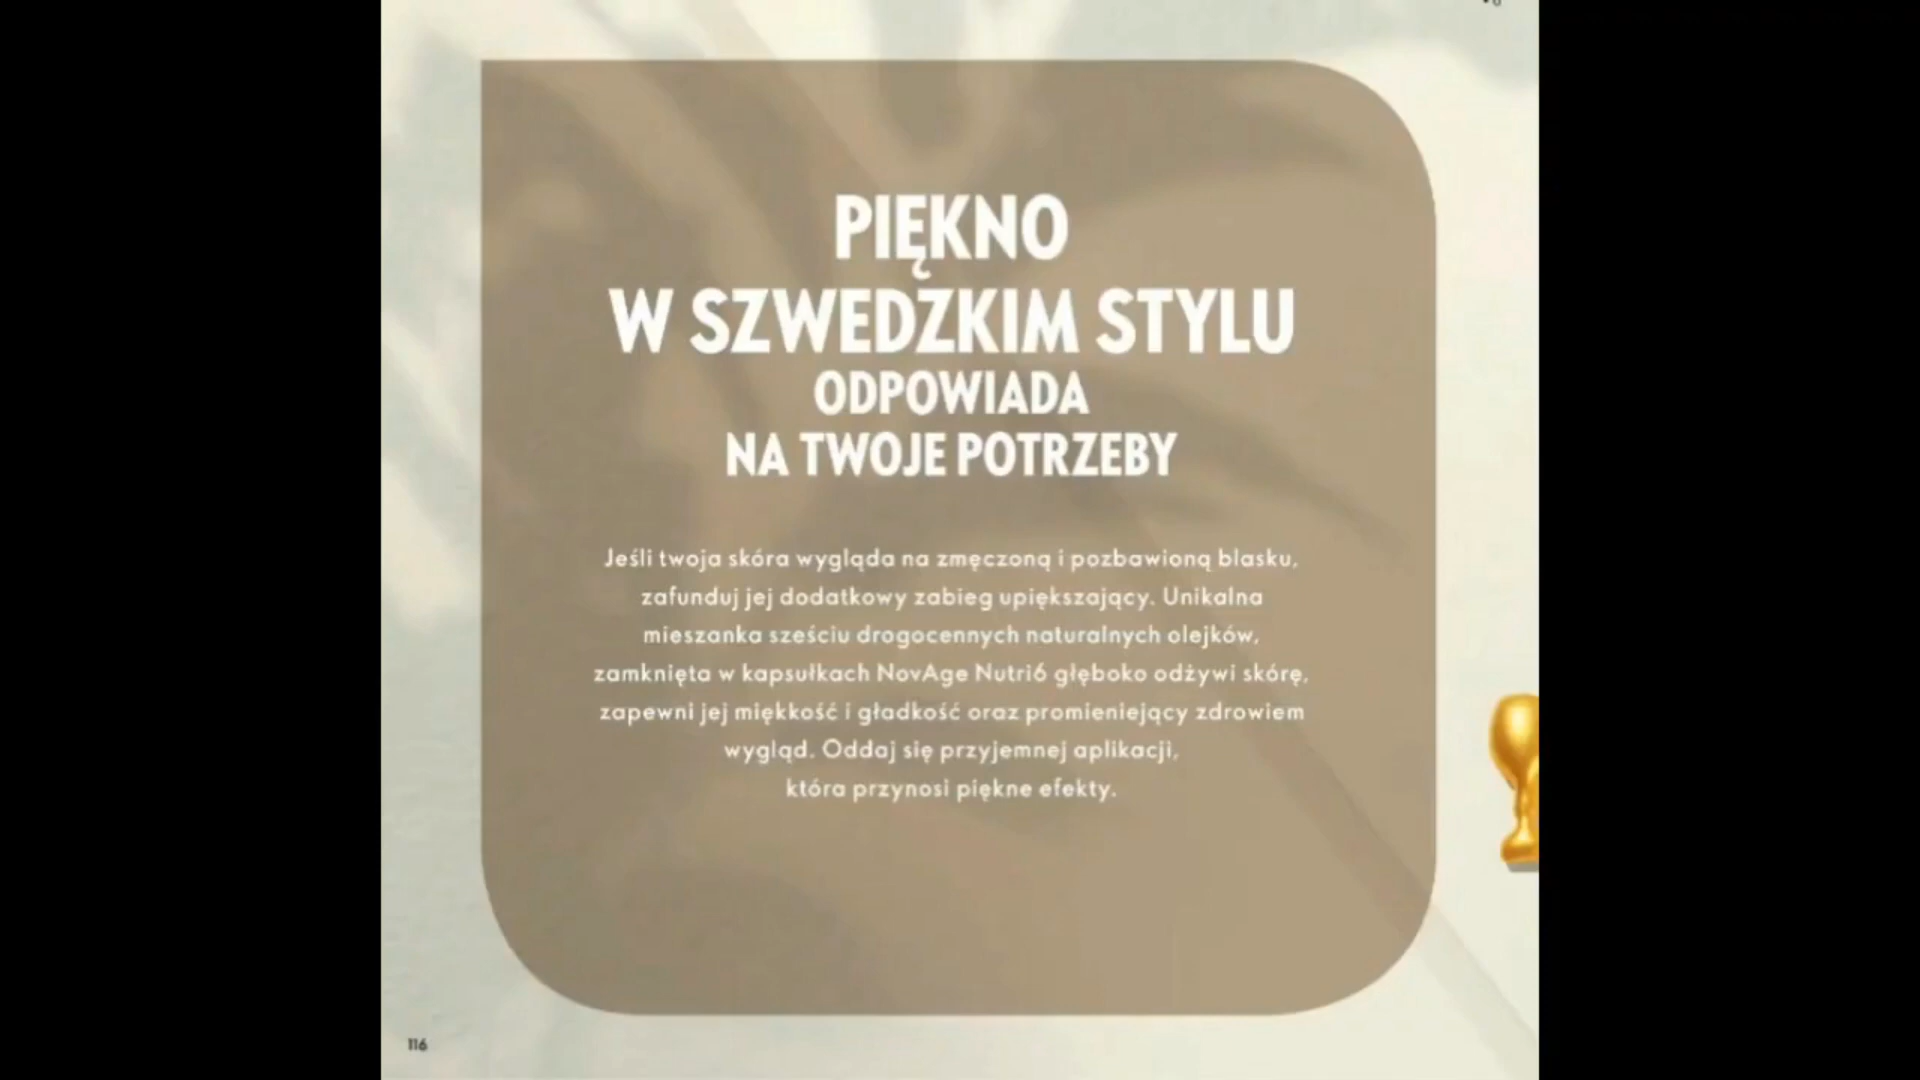 PIĘKNO
W SZWEDZKIM STYLU
ODPOWIADA
NA TWOJE POTRZEBY
Jeśli twoja skóra wygląda na zmęczoną i pozbawioną blasku,
zafunduj jej dodatkowy zabieg upiększający. Unikalna
mieszanka sześciu drogocennych naturalnych olejków,
zamknięta w kapsułkach NovAge Nutri6 głęboko odżywi skórę,
zapewni jej miękkość i gładkość oraz promieniejący zdrowiem
wygląd. Oddaj się przyjemnej aplikacji,
która przynosi piękne efekty.
116